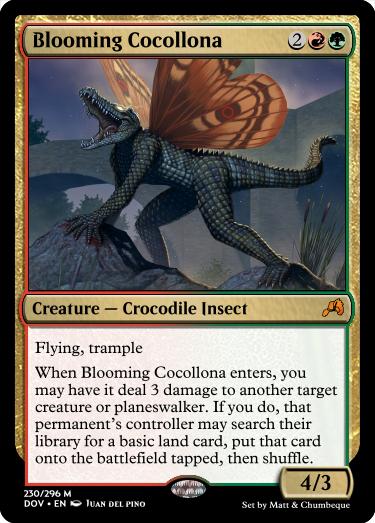 Blooming Cocollona 2
Creature — Crocodile Insect
Flying, trample
When Blooming Cocollona enters, you
may have it deal 3 damage to another target
creature or planeswalker. If you do, that
permanent's controller may search their
library for a basic land card, put that card
onto the battlefield tapped, then shuffle.
4/3
230/296 M
DOV • EN Juan del Pino
Set by Matt & Chumbeque